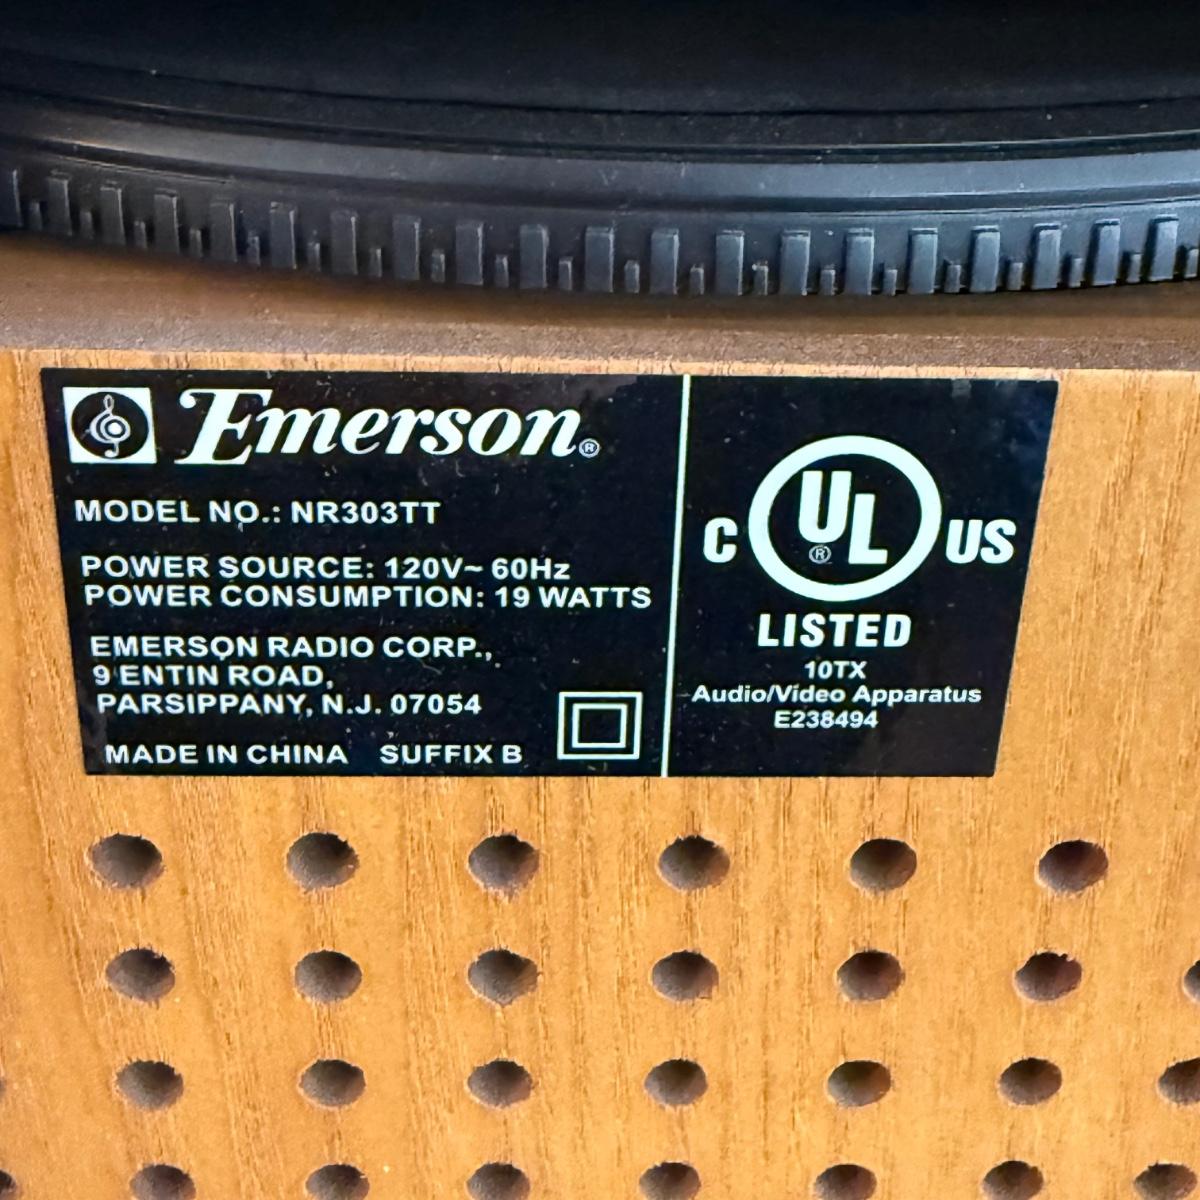 Emerson®
MODEL NO.: NR303TT
POWER SOURCE: 120V~ 60Hz
POWER CONSUMPTION: 19 WATTS
EMERSON RADIO CORP.,
9 ENTIN ROAD,
PARSIPPANY, N.J. 07054
MADE IN CHINA SUFFIX B
C UL® US
LISTED
10TX
Audio/Video Apparatus
E238494